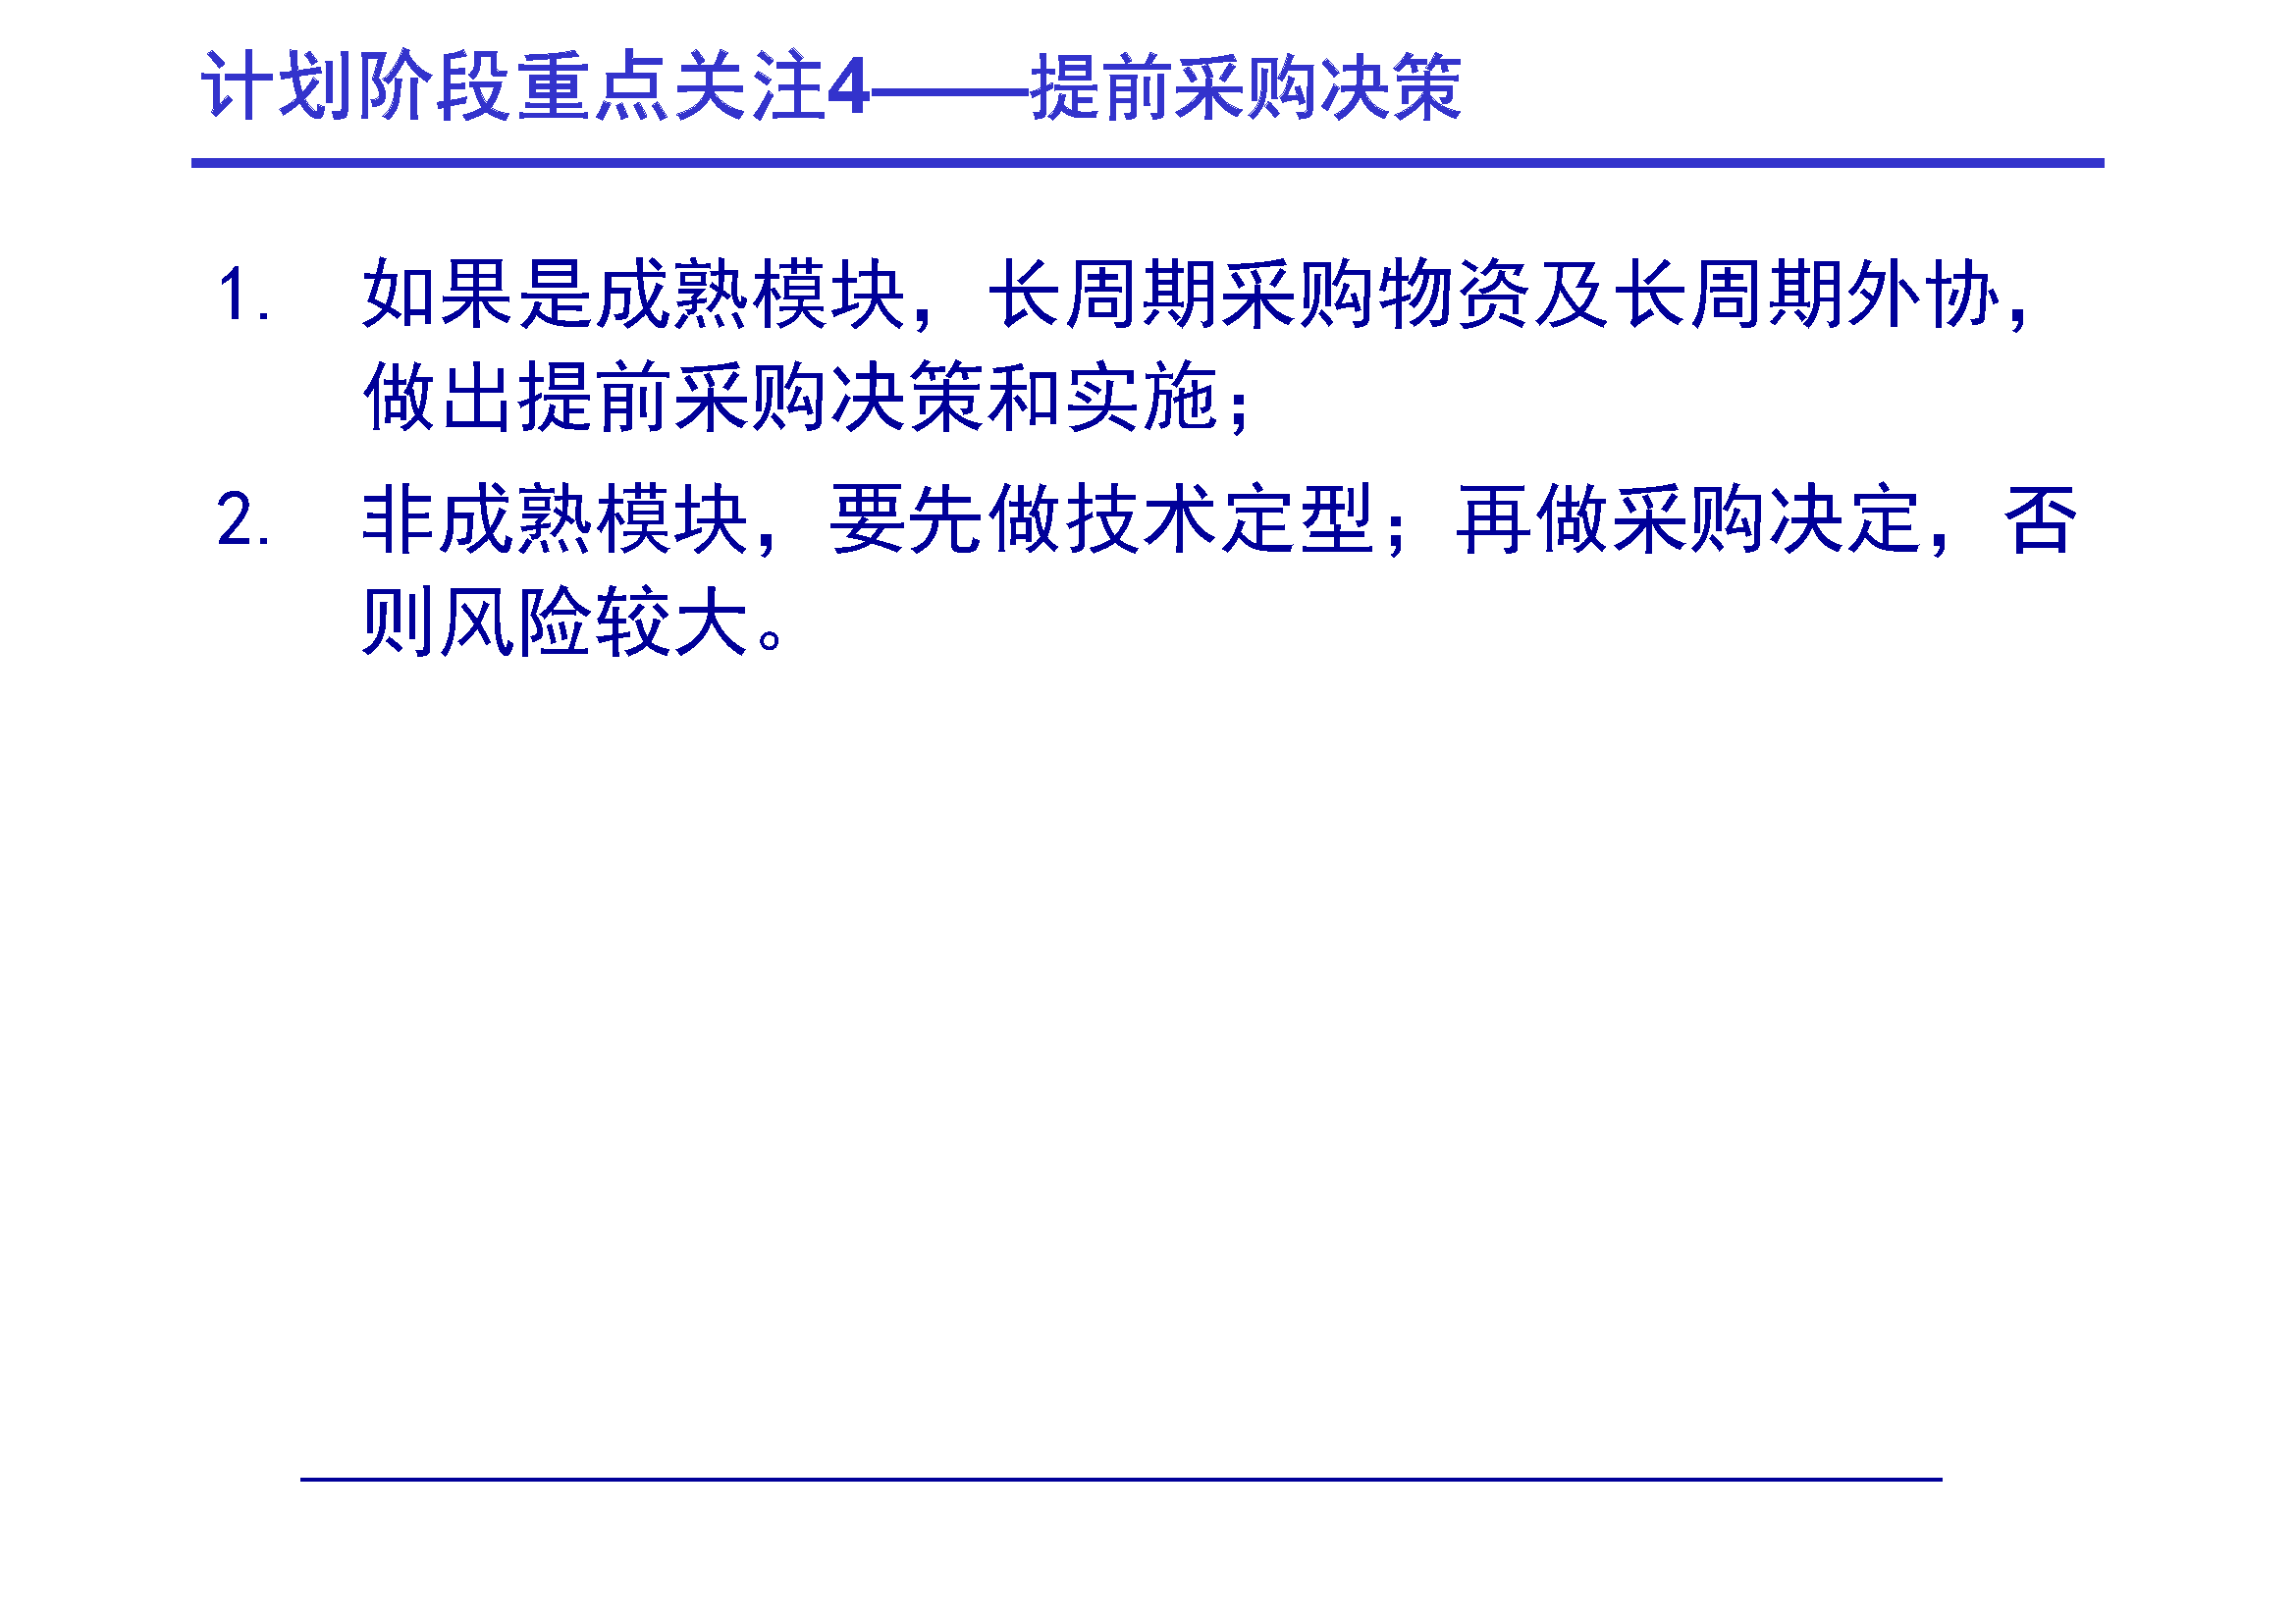 计划阶段重点关注4——提前采购决策
1. 如果是成熟模块，长周期采购物资及长周期外协，
做出提前采购决策和实施；
2. 非成熟模块，要先做技术定型；再做采购决定，否
则风险较大。